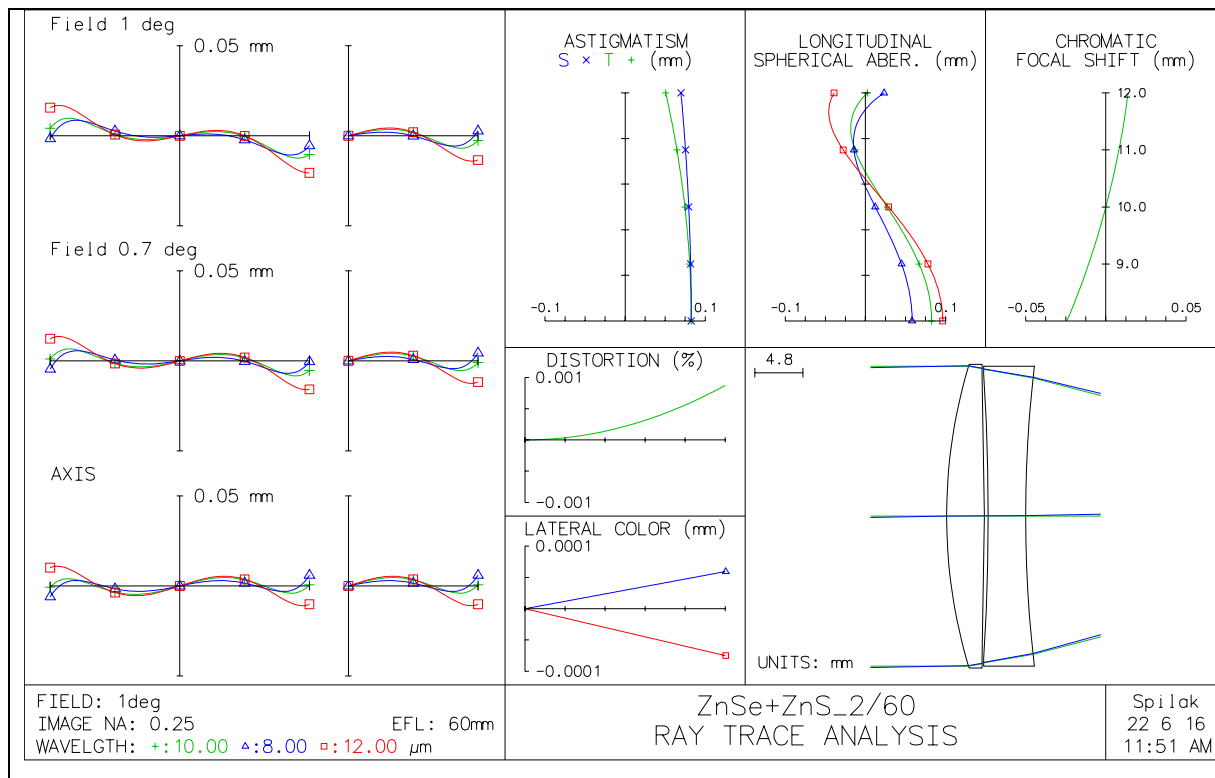 Field 1 deg
0.05 mm
Field 0.7 deg
0.05 mm
AXIS
0.05 mm
ASTIGMATISM
S × T + (mm)
-0.1
0.1
LONGITUDINAL
SPHERICAL ABER. (mm)
-0.1
0.1
CHROMATIC
FOCAL SHIFT (mm)
12.0
11.0
10.0
9.0
-0.05
0.05
DISTORTION (%)
0.001
-0.001
LATERAL COLOR (mm)
0.0001
-0.0001
4.8
UNITS: mm
FIELD: 1deg
IMAGE NA: 0.25 EFL: 60mm
WAVELGTH: +:10.00 △:8.00 □:12.00 µm
ZnSe+ZnS_2/60
RAY TRACE ANALYSIS
Spilak
22 6 16
11:51 AM